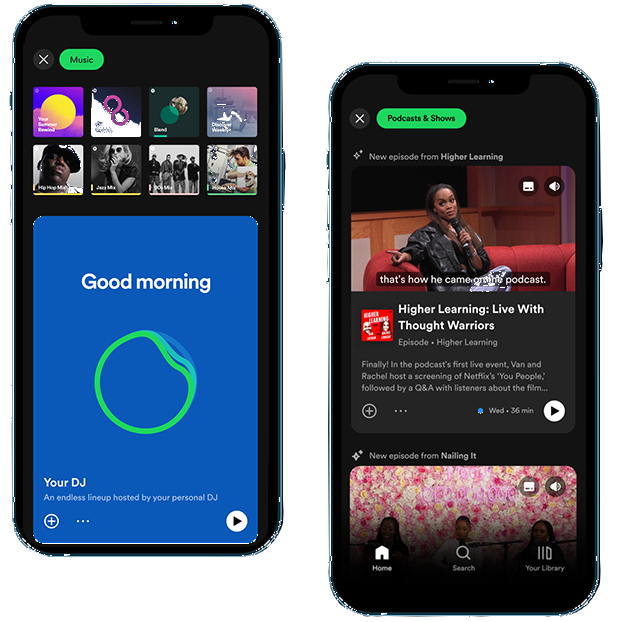 Music
Your
Summer
Rewind
Blend
Discover
Weekly
Hip Hop Mix
Jazz Mix
90s Mix
House Mix
Good morning
Your DJ
An endless lineup hosted by your personal DJ
Podcasts & Shows
New episode from Higher Learning
that's how he came on the podcast.
HIGHER
LEARNING
Higher Learning: Live With
Thought Warriors
Episode • Higher Learning
Finally! In the podcast's first live event, Van and
Rachel host a screening of Netflix's 'You People,'
followed by a Q&A with listeners about the film...
Wed • 36 min
New episode from Nailing It
Home
Search
Your Library